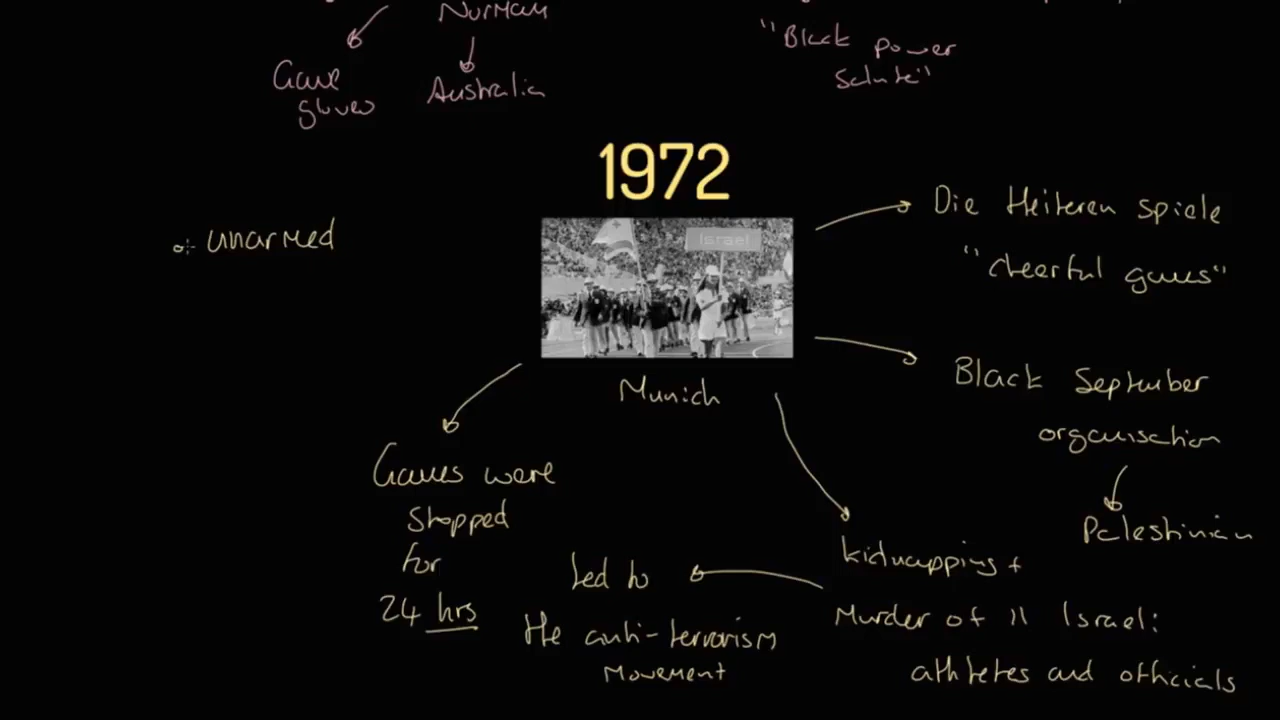 Norman
Gave
gloves
Australia
"Black power
Salute"
1972
Israel
Die Heiteren Spiele
"cheerful games"
unarmed
Munich
Black September
organisation
Palestinian
Games were
Stopped
for
24 hrs
kidnapping +
Murder of 11 Israeli
athletes and officials
Led to
the anti-terrorism
Movement